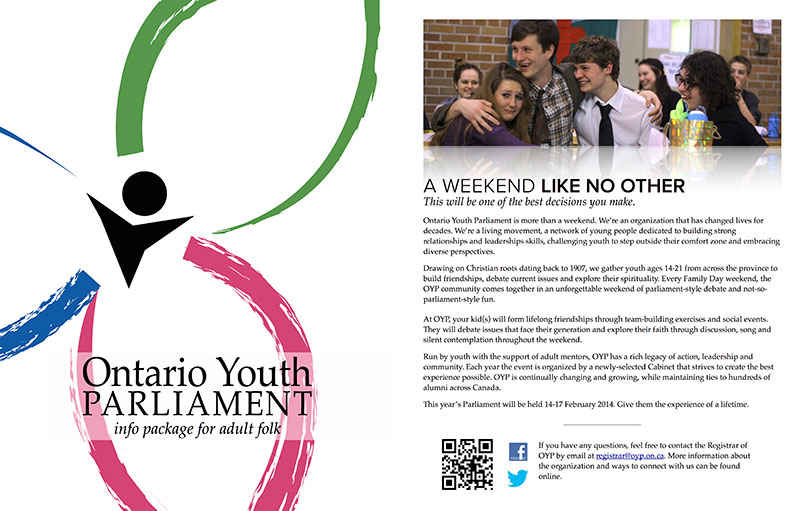 Ontario Youth
PARLIAMENT
info package for adult folk
A WEEKEND LIKE NO OTHER
This will be one of the best decisions you make.
Ontario Youth Parliament is more than a weekend. We're an organization that has changed lives for
decades. We're a living movement, a network of young people dedicated to building strong
relationships and leaderships skills, challenging youth to step outside their comfort zone and embracing
diverse perspectives.
Drawing on Christian roots dating back to 1907, we gather youth ages 14-21 from across the province to
build friendships, debate current issues and explore their spirituality. Every Family Day weekend, the
OYP community comes together in an unforgettable weekend of parliament-style debate and not-so-
parliament-style fun.
At OYP, your kid(s) will form lifelong friendships through team-building exercises and social events.
They will debate issues that face their generation and explore their faith through discussion, song and
silent contemplation throughout the weekend.
Run by youth with the support of adult mentors, OYP has a rich legacy of action, leadership and
community. Each year the event is organized by a newly-selected Cabinet that strives to create the best
experience possible. OYP is continually changing and growing, while maintaining ties to hundreds of
alumni across Canada.
This year's Parliament will be held 14-17 February 2014. Give them the experience of a lifetime.
If you have any questions, feel free to contact the Registrar of
OYP by email at registrar@oyp.on.ca. More information about
the organization and ways to connect with us can be found
online.